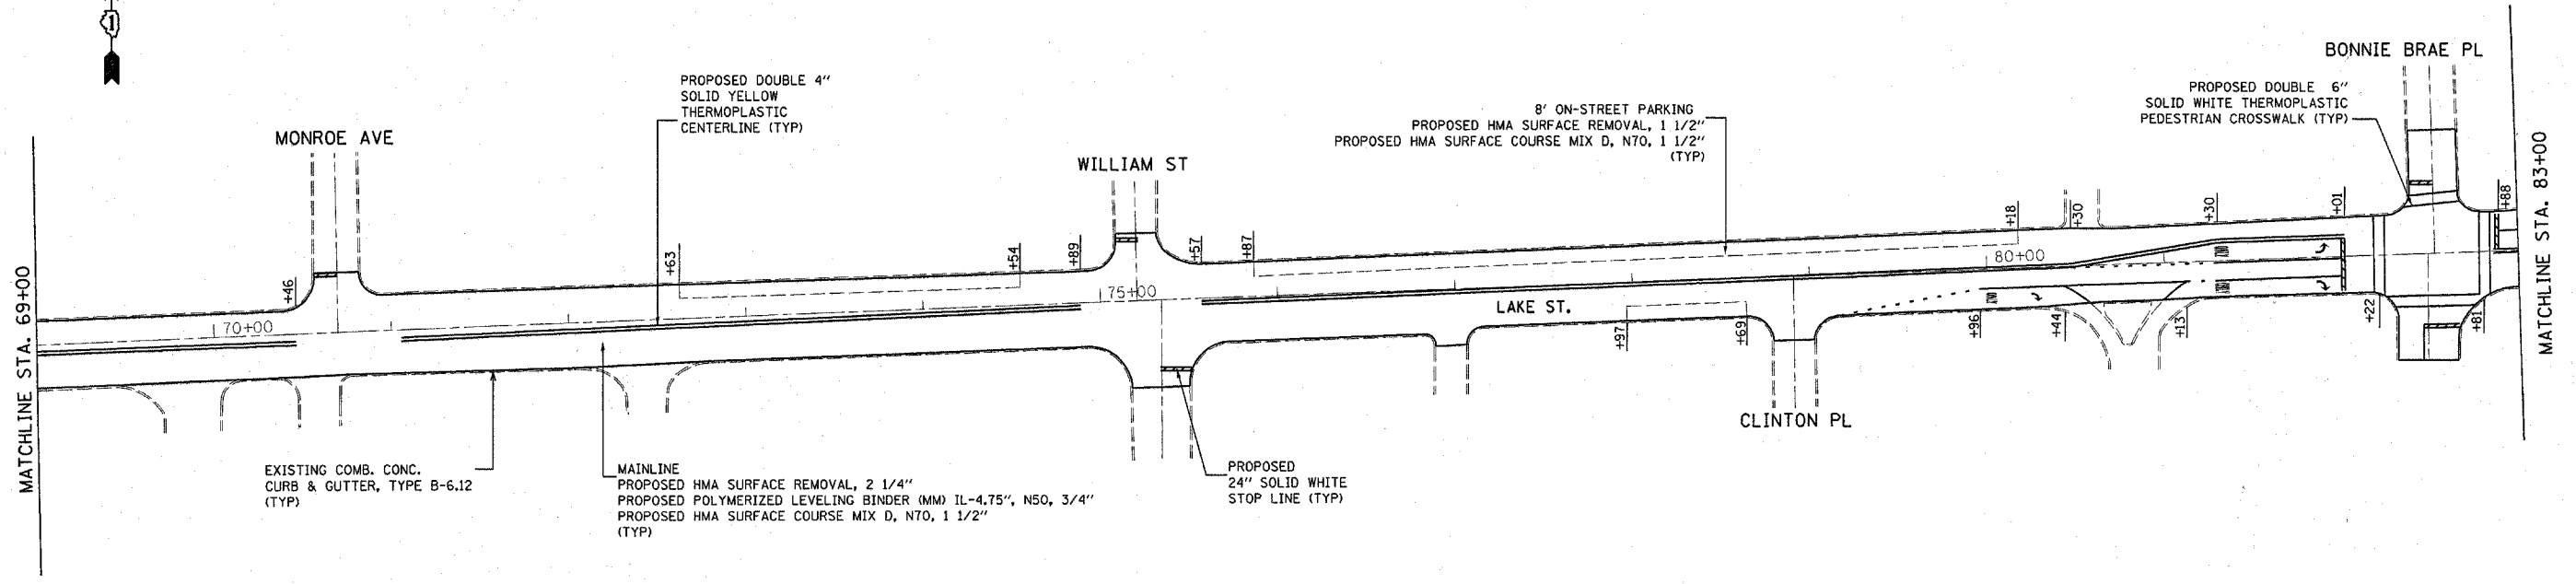 1
BONNIE BRAE PL
PROPOSED DOUBLE 4"
SOLID YELLOW
THERMOPLASTIC
CENTERLINE (TYP)
PROPOSED DOUBLE 6"
SOLID WHITE THERMOPLASTIC
PEDESTRIAN CROSSWALK (TYP)
8' ON-STREET PARKING
PROPOSED HMA SURFACE REMOVAL, 1 1/2"
PROPOSED HMA SURFACE COURSE MIX D, N70, 1 1/2"
(TYP)
MONROE AVE
WILLIAM ST
MATCHLINE STA. 69+00
+46
+63
+54
+89
+57
+87
+18
+30
+30
+01
+88
MATCHLINE STA. 83+00
70+00
75+00
80+00
LAKE ST.
+97
+69
+96
+44
+13
+22
+81
CLINTON PL
EXISTING COMB. CONC.
CURB & GUTTER, TYPE B-6.12
(TYP)
MAINLINE
PROPOSED HMA SURFACE REMOVAL, 2 1/4"
PROPOSED POLYMERIZED LEVELING BINDER (MM) IL-4.75", N50, 3/4"
PROPOSED HMA SURFACE COURSE MIX D, N70, 1 1/2"
(TYP)
PROPOSED
24" SOLID WHITE
STOP LINE (TYP)